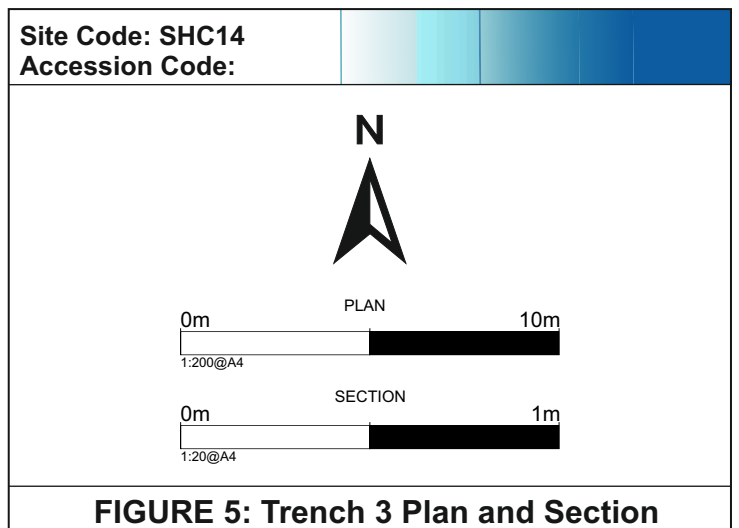 Site Code: SHC14
Accession Code:
N
PLAN
0m 10m
1:200@A4
SECTION
0m 1m
1:20@A4
FIGURE 5: Trench 3 Plan and Section